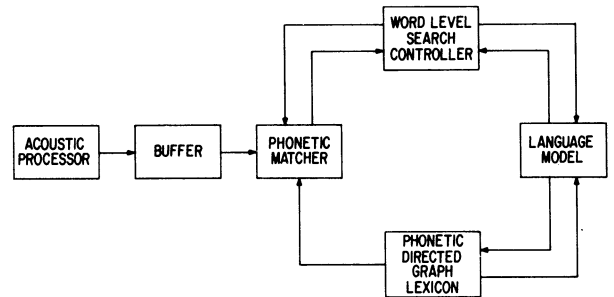 WORD LEVEL
SEARCH
CONTROLLER
ACOUSTIC
PROCESSOR
BUFFER
PHONETIC
MATCHER
LANGUAGE
MODEL
PHONETIC
DIRECTED
GRAPH
LEXICON